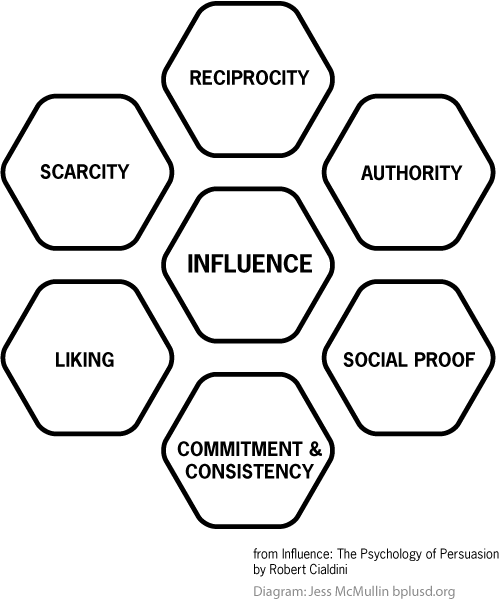 RECIPROCITY
SCARCITY
AUTHORITY
INFLUENCE
LIKING
SOCIAL PROOF
COMMITMENT &
CONSISTENCY
from Influence: The Psychology of Persuasion
by Robert Cialdini
Diagram: Jess McMullin bplusd.org